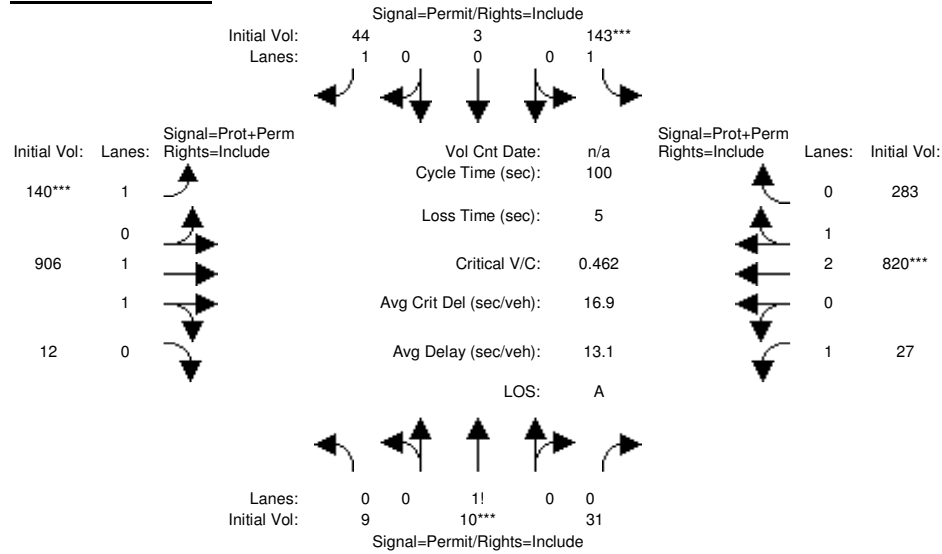 Signal=Permit/Rights=Include
Initial Vol: 44 3 143***
Lanes: 1 0 0 0 1
Signal=Prot+Perm
Initial Vol: Lanes: Rights=Include
Vol Cnt Date: n/a
Signal=Prot+Perm
Rights=Include Lanes: Initial Vol:
Cycle Time (sec): 100
140*** 1 0 283
Loss Time (sec): 5
0 1
906 1 Critical V/C: 0.462 2 820***
1 Avg Crit Del (sec/veh): 16.9 0
12 0 Avg Delay (sec/veh): 13.1 1 27
LOS: A
Lanes: 0 0 1! 0 0
Initial Vol: 9 10*** 31
Signal=Permit/Rights=Include